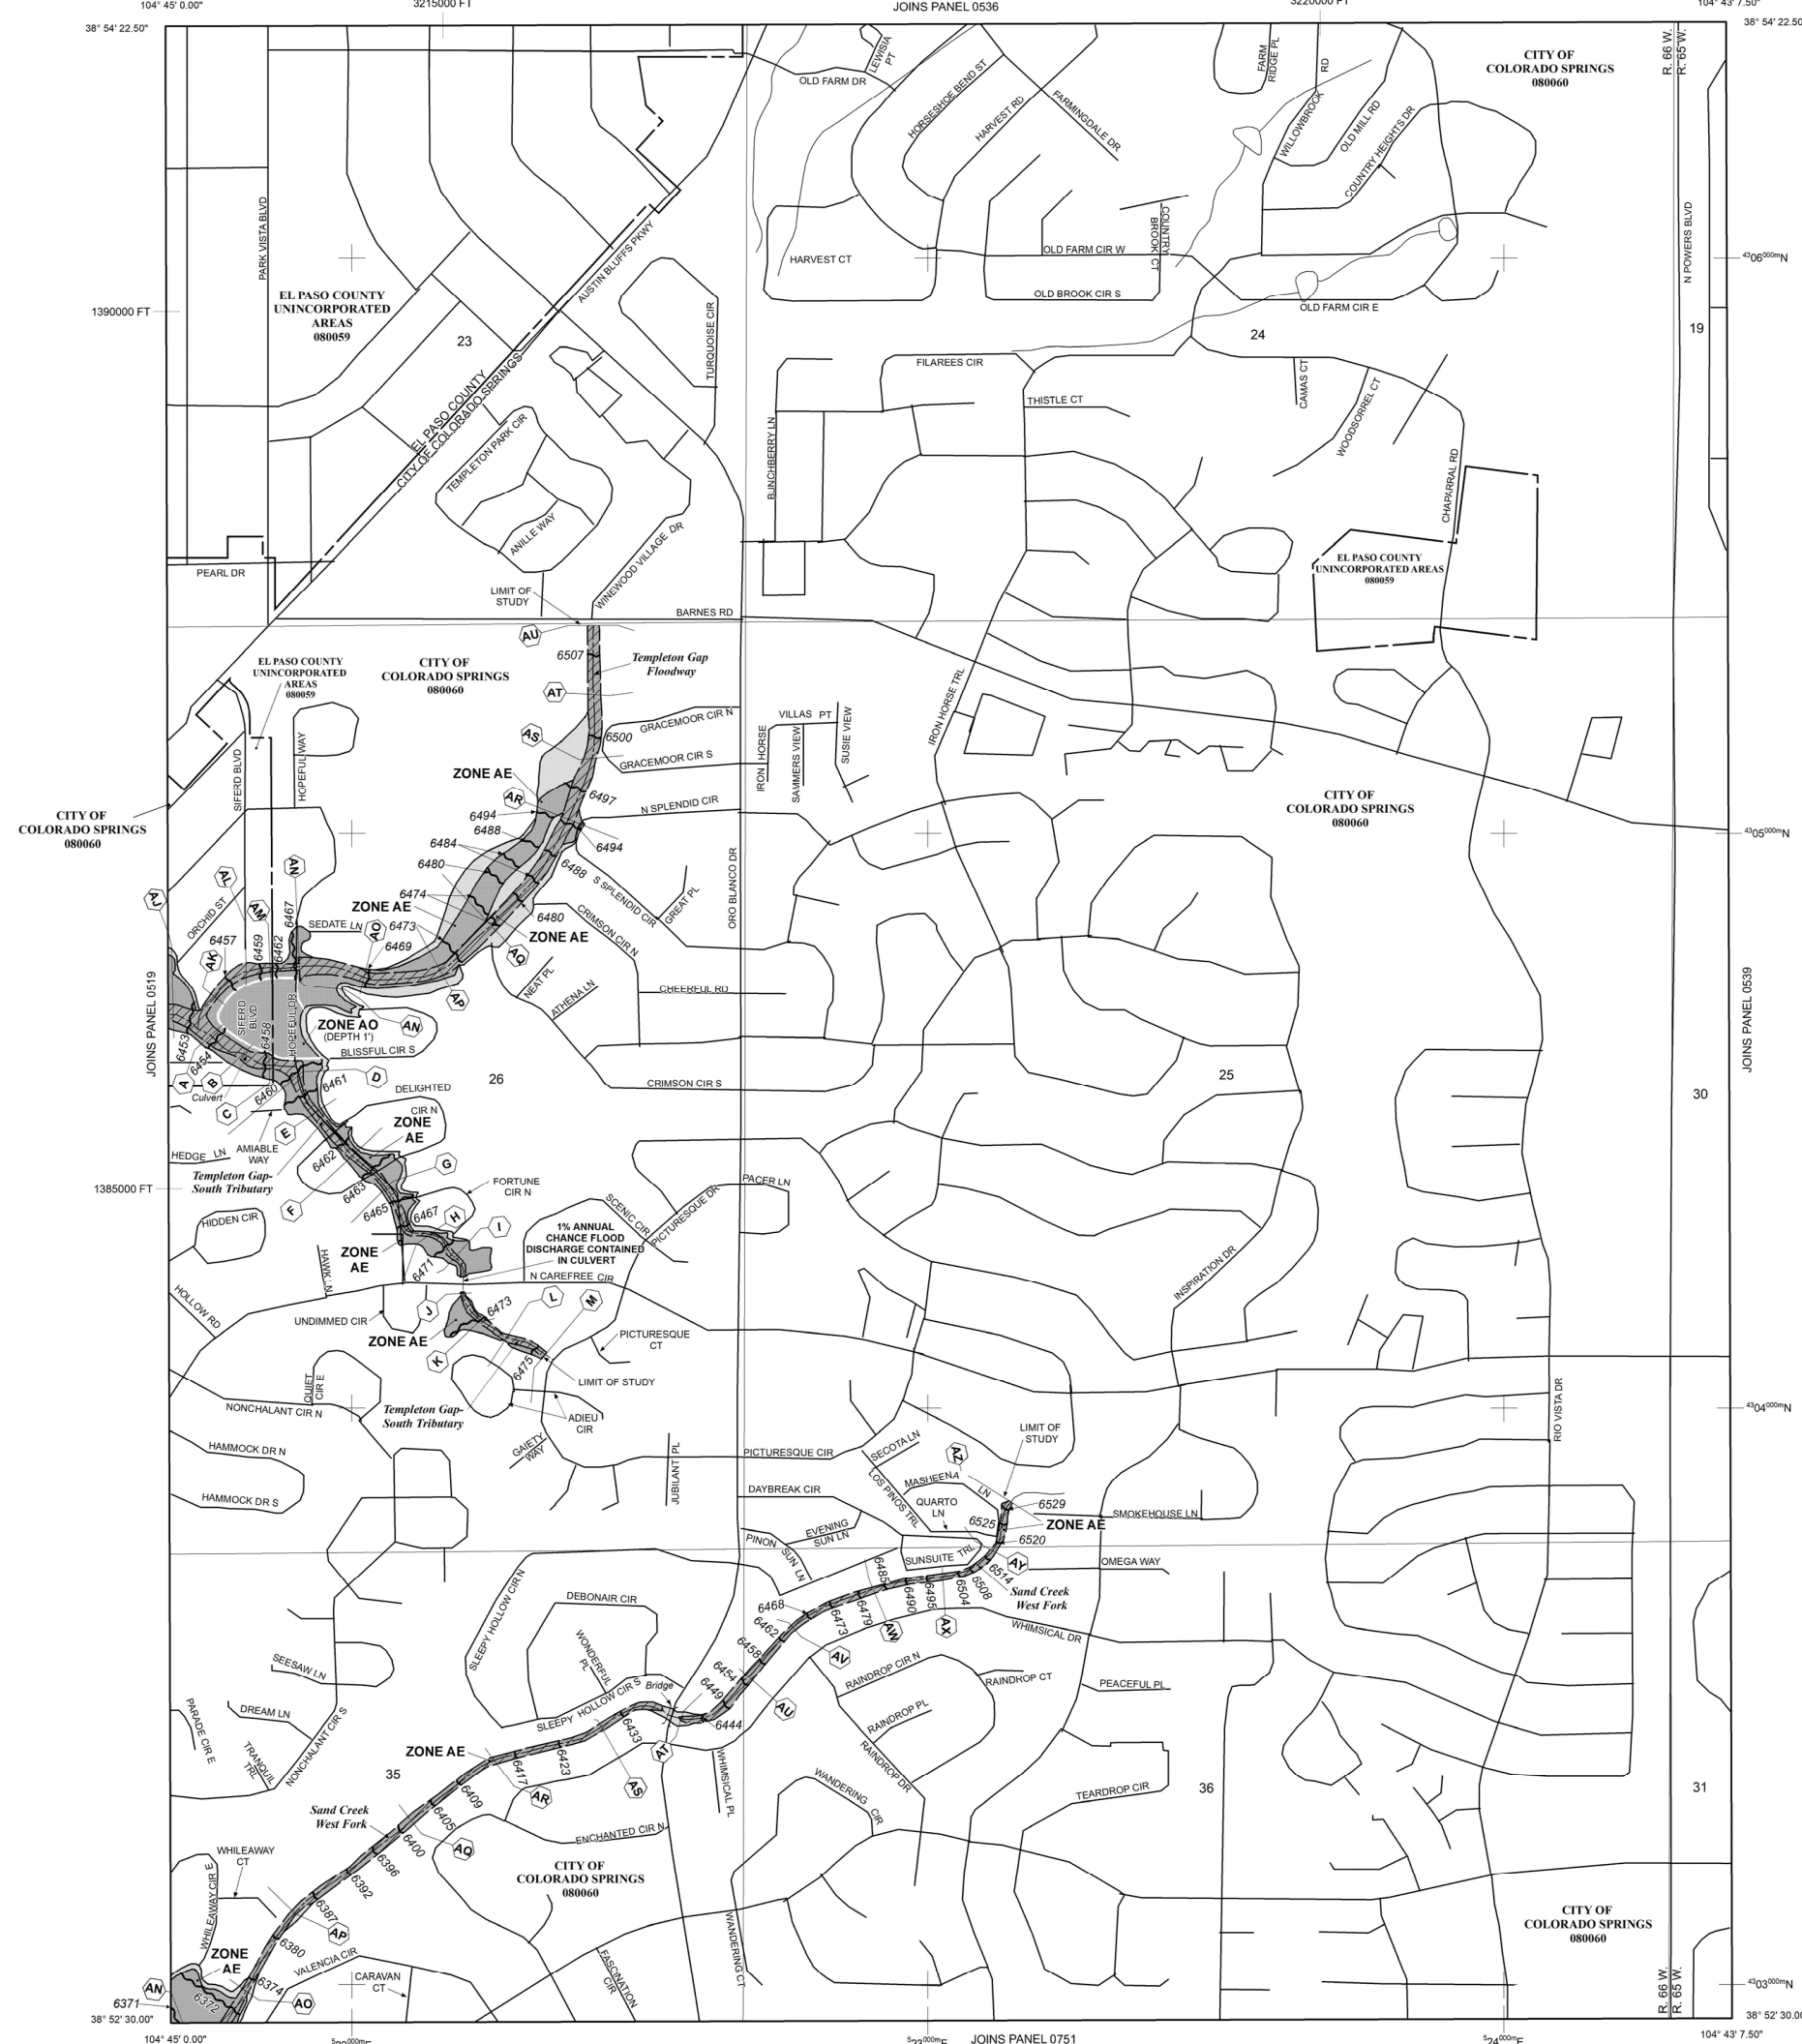 104° 45' 0.00"
3215000 FT
JOINS PANEL 0536
3220000 FT
104° 43' 7.50"
38° 54' 22.50"
38° 54' 22.50"
LEWISIA
PT
OLD FARM DR
HORSESHOE BEND ST
HARVEST RD
FARMINGDALE DR
FARM
RIDGE PL
WILLOWBROOK
RD
OLD MILL RD
COUNTRY HEIGHTS DR
CITY OF
COLORADO SPRINGS
080060
R. 66 W.
R. 65 W.
PARK VISTA BLVD
AUSTIN BLUFFS PKWY
HARVEST CT
OLD FARM CIR W
COUNTRY
BROOK CT
OLD BROOK CIR S
OLD FARM CIR E
N POWERS BLVD
4306000mN
1390000 FT
EL PASO COUNTY
UNINCORPORATED
AREAS
080059
23
24
19
TURQUOISE CIR
FILAREES CIR
THISTLE CT
CAMAS CT
WOODSORREL CT
EL PASO COUNTY
CITY OF COLORADO SPRINGS
TEMPLETON PARK CIR
ANILLE WAY
BUNCHBERRY LN
CHAPARRAL RD
WINEWOOD VILLAGE DR
EL PASO COUNTY
UNINCORPORATED AREAS
080059
PEARL DR
LIMIT OF
STUDY
BARNES RD
AU
6507
Templeton Gap
Floodway
EL PASO COUNTY
UNINCORPORATED
AREAS
080059
CITY OF
COLORADO SPRINGS
080060
AT
IRON HORSE TRL
GRACEMOOR CIR N
VILLAS PT
AS
6500
GRACEMOOR CIR S
IRON HORSE
SAMMERS VIEW
SUSIE VIEW
SIFERD BLVD
HOPEFUL WAY
ZONE AE
AR
6497
N SPLENDID CIR
CITY OF
COLORADO SPRINGS
080060
CITY OF
COLORADO SPRINGS
080060
4305000mN
6494
6488
6484
6480
6494
6488
S SPLENDID CIR
GREAT PL
ORO BLANCO DR
AJ
AL
AM
AN
ORCHID ST
6474
ZONE AE
6480
ZONE AE
CRIMSON CIR N
6467
SEDATE LN
AO
6473
6469
6457
6459
6462
AK
AQ
AP
NEAT PL
ATHENA LN
CHEERFUL RD
JOINS PANEL 0519
JOINS PANEL 0539
SIFERD
BLVD
HOPEFUL DR
6458
ZONE AO
(DEPTH 1')
AN
BLISSFUL CIR S
6453
6454
A
B
Culvert
C
6460
6461
D
DELIGHTED
CIR N
26
CRIMSON CIR S
25
30
E
AMIABLE
WAY
ZONE
AE
HEDGE LN
6462
G
Templeton Gap-
South Tributary
F
6463
FORTUNE
CIR N
1385000 FT
PACER LN
HIDDEN CIR
6465
6467
H
I
SCENIC CIR
PICTURESQUE DR
1% ANNUAL
CHANCE FLOOD
DISCHARGE CONTAINED
IN CULVERT
ZONE
AE
6471
HAWK LN
N CAREFREE CIR
INSPIRATION DR
HOLLOW RD
UNDIMMED CIR
J
6473
L
M
ZONE AE
K
6475
PICTURESQUE
CT
LIMIT OF STUDY
QUIET
CIR E
NONCHALANT CIR N
Templeton Gap-
South Tributary
ADIEU
CIR
GAIETY
WAY
RIO VISTA DR
4304000mN
HAMMOCK DR N
HAMMOCK DR S
JUBILANT PL
PICTURESQUE CIR
DAYBREAK CIR
SECOTA LN
LOS PINOS TRL
MASHEENA
LN
AZ
LIMIT OF
STUDY
QUARTO
LN
6529
SMOKEHOUSE LN
6525
ZONE AE
6520
PINON
SUN LN
EVENING
SUN LN
SUNSUITE TRL
AY
OMEGA WAY
6514
6508
6504
6495
6490
6485
6479
6473
6468
6462
6458
6454
6449
6444
Sand Creek
West Fork
AX
AW
AV
AU
WHIMSICAL DR
SLEEPY HOLLOW CIR N
DEBONAIR CIR
WONDERFUL
PL
Bridge
SLEEPY HOLLOW CIR S
RAINDROP CIR N
RAINDROP CT
RAINDROP PL
RAINDROP DR
PEACEFUL PL
SEESAW LN
DREAM LN
PARADE CIR E
TRANQUIL
TRL
NONCHALANT CIR S
ZONE AE
35
6433
6423
6417
6409
6405
6400
6396
6392
6387
6380
6374
AT
AS
AR
AQ
WHIMSICAL PL
WANDERING CIR
TEARDROP CIR
36
31
Sand Creek
West Fork
ENCHANTED CIR N
WHILEAWAY
CT
WHILEAWAY CIR E
CITY OF
COLORADO SPRINGS
080060
CITY OF
COLORADO SPRINGS
080060
AP
ZONE
AE
VALENCIA CIR
CARAVAN
CT
FASCINATION
CIR
WANDERING CT
AN
6371
6372
AO
R. 66 W.
R. 65 W.
4303000mN
38° 52' 30.00"
38° 52' 30.00"
104° 45' 0.00"
523000mE
JOINS PANEL 0751
524000mE
104° 43' 7.50"